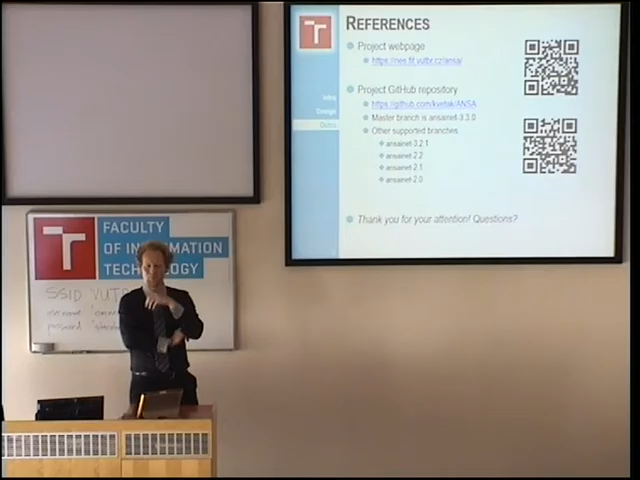 REFERENCES
Project webpage
https://nes.fit.vutbr.cz/ansa/
Project GitHub repository
https://github.com/kvetak/ANSA
Master branch is ansainet-3.3.0
Other supported branches
ansainet-3.2.1
ansainet-2.2
ansainet-2.1
ansainet-2.0
Thank you for your attention! Questions?
Intro
Design
FACULTY
OF INFORMATION
TECHNOLOGY
SSID VUT